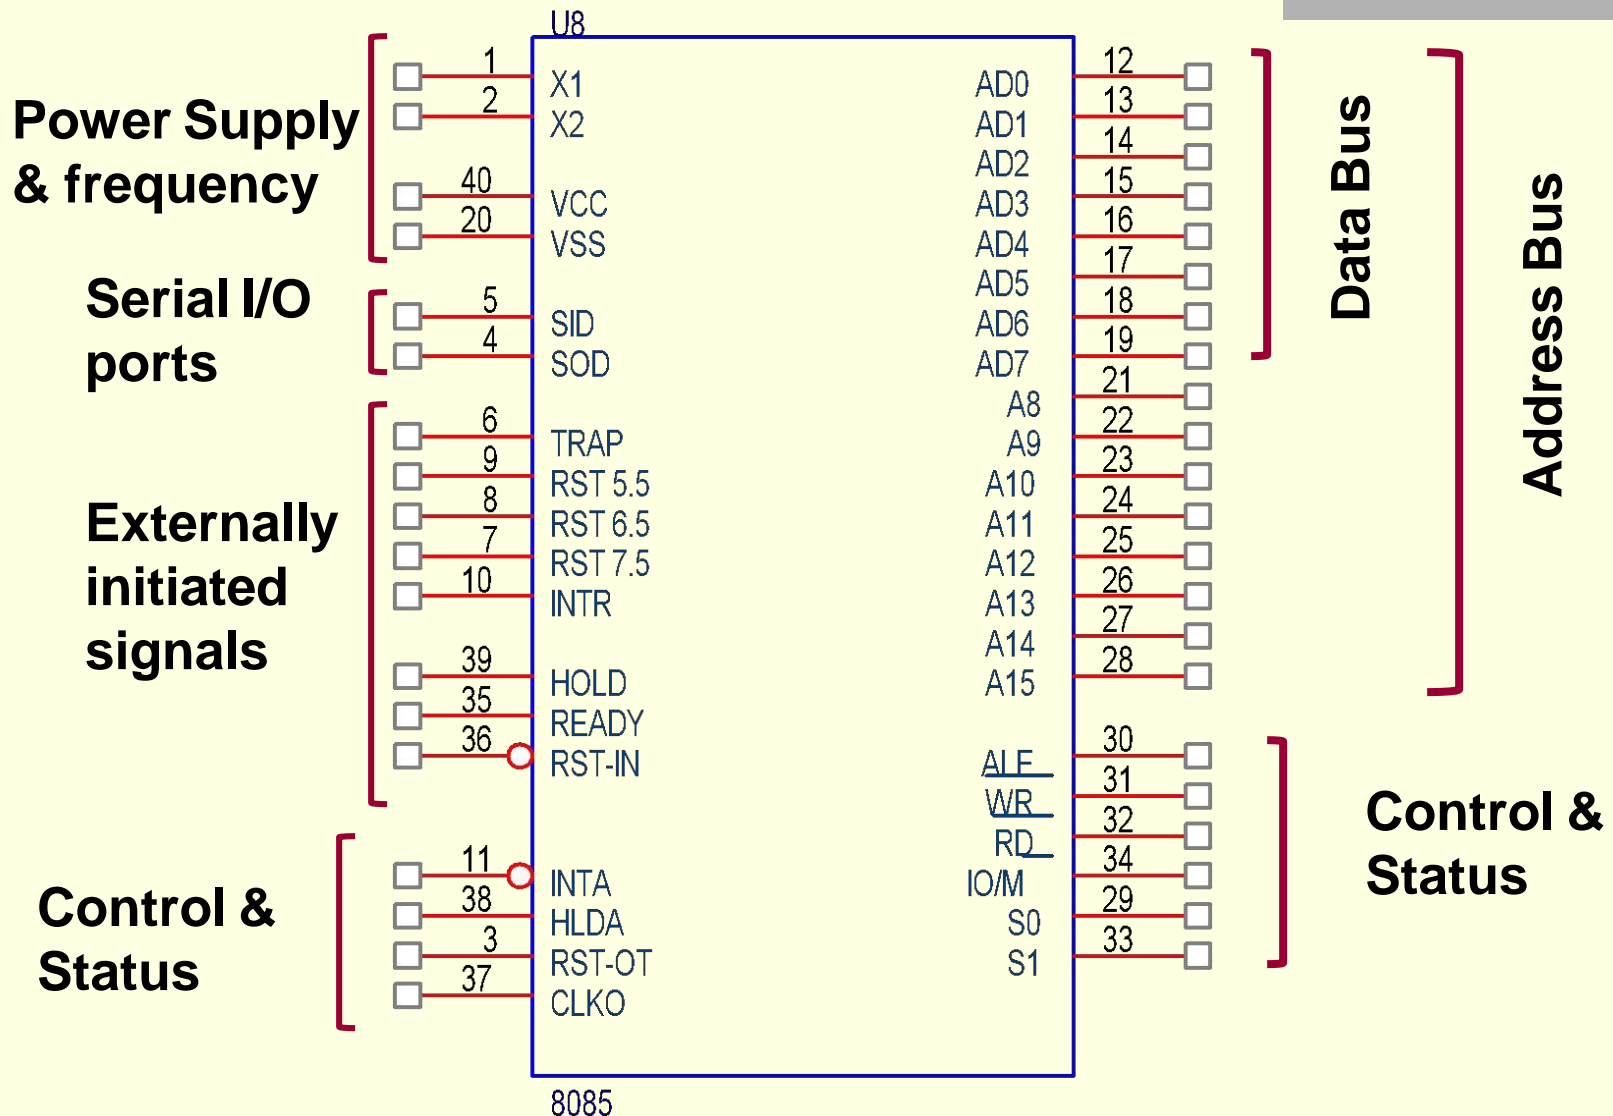 U8
Power Supply
& frequency
1 X1
2 X2
40 VCC
20 VSS
Serial I/O
ports
5 SID
4 SOD
Externally
initiated
signals
6 TRAP
9 RST 5.5
8 RST 6.5
7 RST 7.5
10 INTR
39 HOLD
35 READY
36 RST-IN
Control &
Status
11 INTA
38 HLDA
3 RST-OT
37 CLKO
AD0 12
AD1 13
AD2 14
AD3 15
AD4 16
AD5 17
AD6 18
AD7 19
A8 21
A9 22
A10 23
A11 24
A12 25
A13 26
A14 27
A15 28
Data Bus
Address Bus
ALE 30
WR 31
RD 32
IO/M 34
S0 29
S1 33
Control &
Status
8085